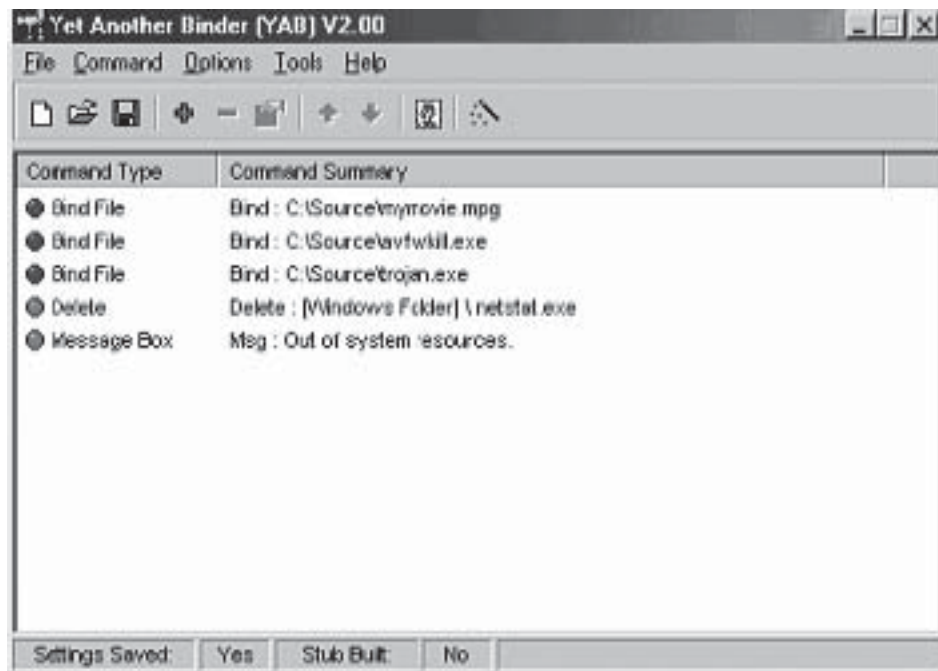 Yet Another Binder (YAB) V2.00
File Command Options Tools Help
Command Type Command Summary
Bind File Bind : C:\Source\mymovie.mpg
Bind File Bind : C:\Source\avfwkill.exe
Bind File Bind : C:\Source\trojan.exe
Delete Delete : [Windows Folder] \ netstat.exe
Message Box Msg : Out of system resources.
Settings Saved: Yes Stub Built: No